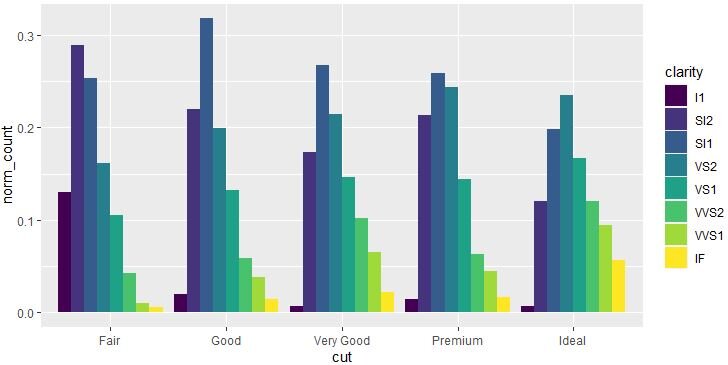 norm_count
0.3
0.2
0.1
0.0
Fair
Good
Very Good
Premium
Ideal
cut
clarity
I1
SI2
SI1
VS2
VS1
VVS2
VVS1
IF